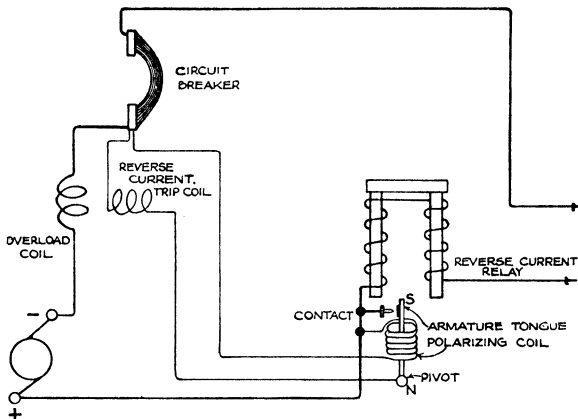 CIRCUIT
BREAKER
REVERSE
CURRENT.
TRIP COIL
OVERLOAD
COIL
REVERSE CURRENT
RELAY
S
CONTACT
ARMATURE TONGUE
POLARIZING COIL
PIVOT
N
-
+